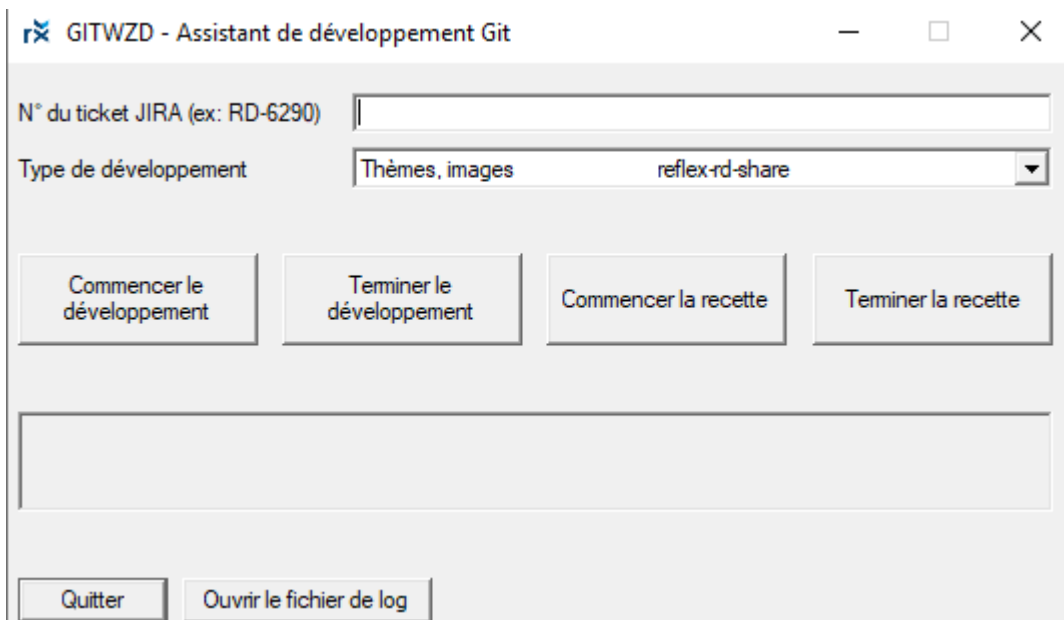 rx GITWZD - Assistant de développement Git
N° du ticket JIRA (ex: RD-6290)
Type de développement
Thèmes, images reflex-rd-share
Commencer le
développement
Terminer le
développement
Commencer la recette
Terminer la recette
Quitter
Ouvrir le fichier de log